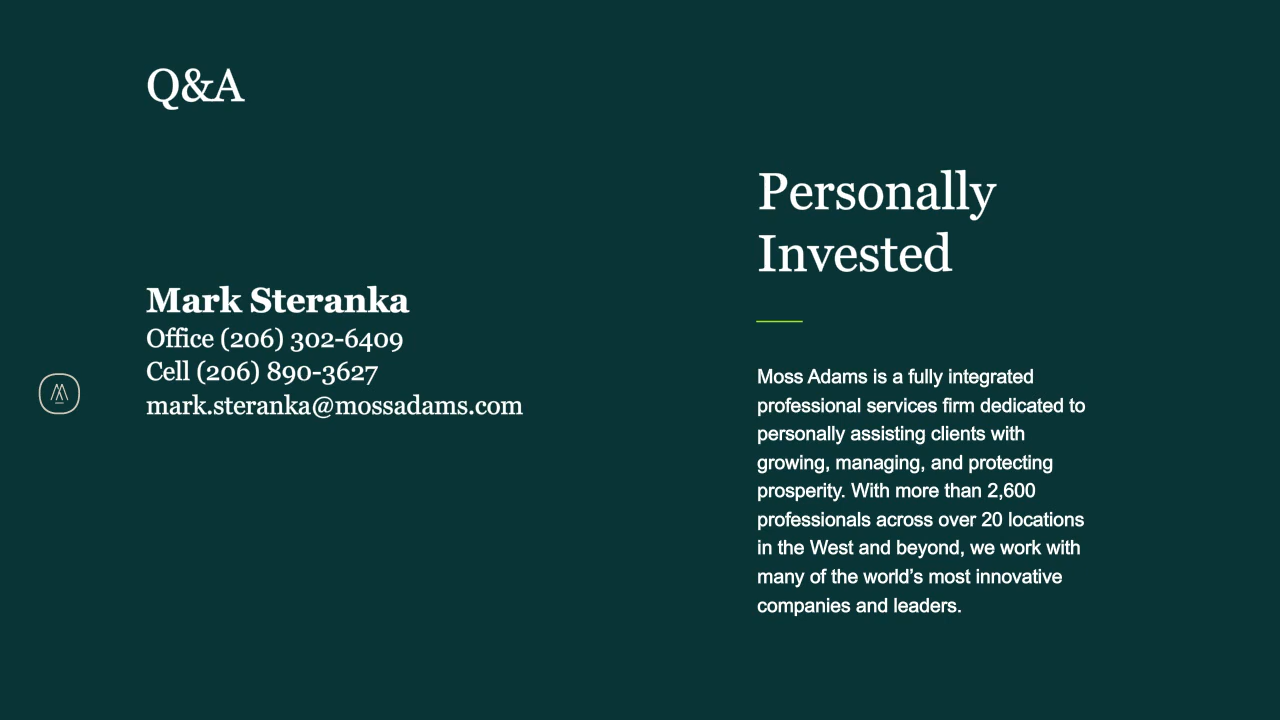 Q&A
Mark Steranka
Office (206) 302-6409
Cell (206) 890-3627
mark.steranka@mossadams.com
Personally
Invested
Moss Adams is a fully integrated
professional services firm dedicated to
personally assisting clients with
growing, managing, and protecting
prosperity. With more than 2,600
professionals across over 20 locations
in the West and beyond, we work with
many of the world’s most innovative
companies and leaders.